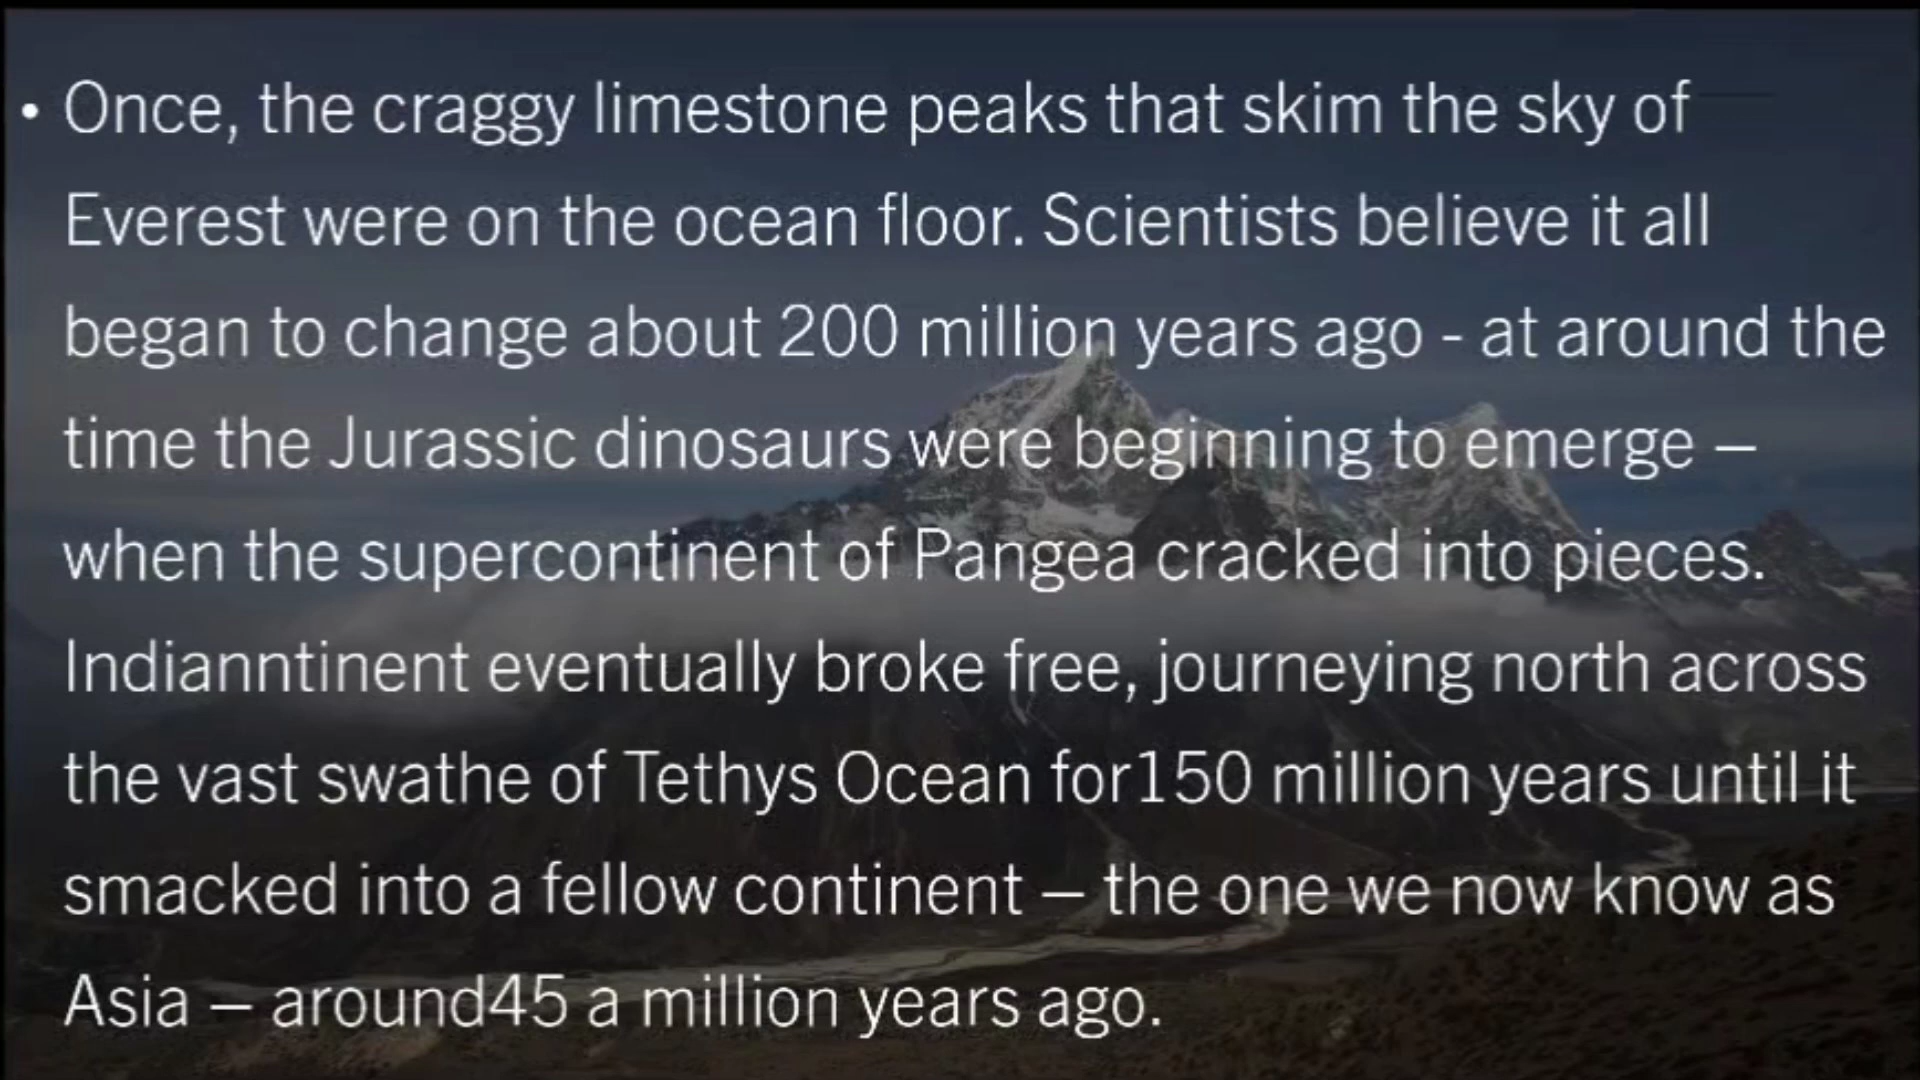 • Once, the craggy limestone peaks that skim the sky of
Everest were on the ocean floor. Scientists believe it all
began to change about 200 million years ago - at around the
time the Jurassic dinosaurs were beginning to emerge –
when the supercontinent of Pangea cracked into pieces.
Indianntinent eventually broke free, journeying north across
the vast swathe of Tethys Ocean for150 million years until it
smacked into a fellow continent – the one we now know as
Asia – around45 a million years ago.